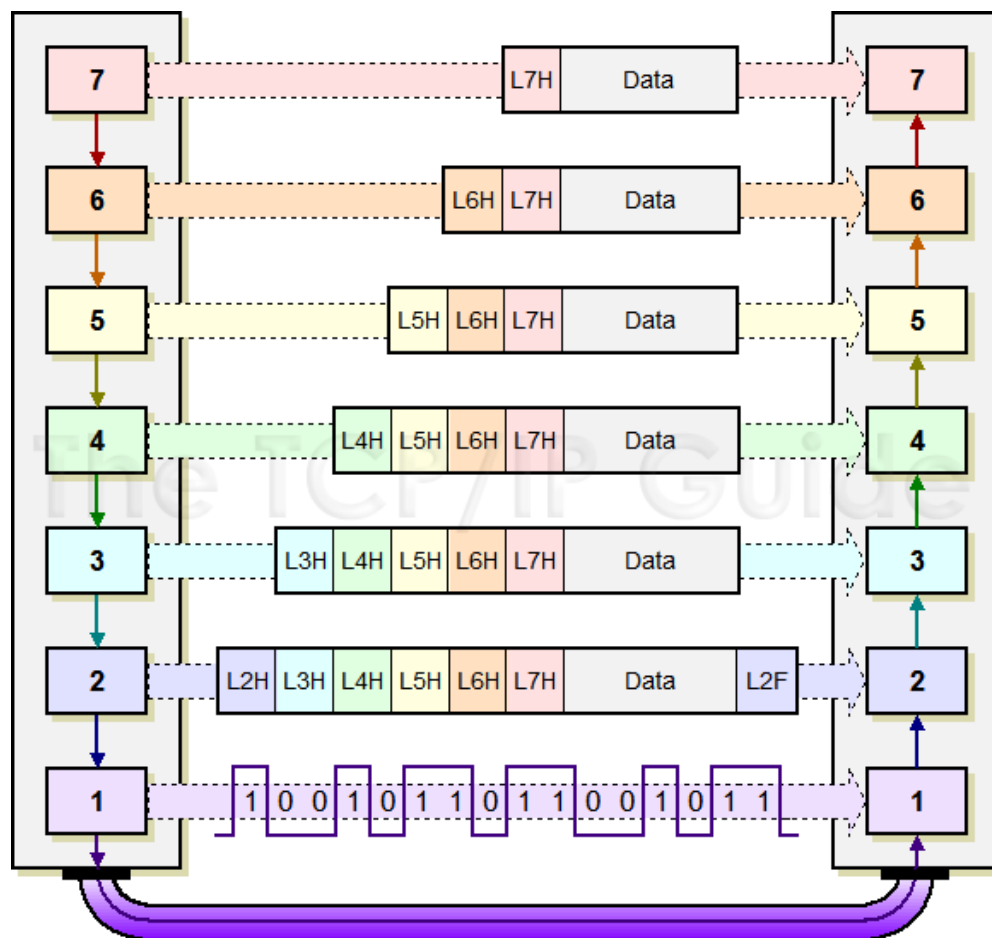 7 L7H Data 7
6 L6H L7H Data 6
5 L5H L6H L7H Data 5
4 L4H L5H L6H L7H Data 4
The TCP/IP Guide
3 L3H L4H L5H L6H L7H Data 3
2 L2H L3H L4H L5H L6H L7H Data L2F 2
1 1 0 0 1 0 1 1 0 1 1 0 0 1 0 1 1 1